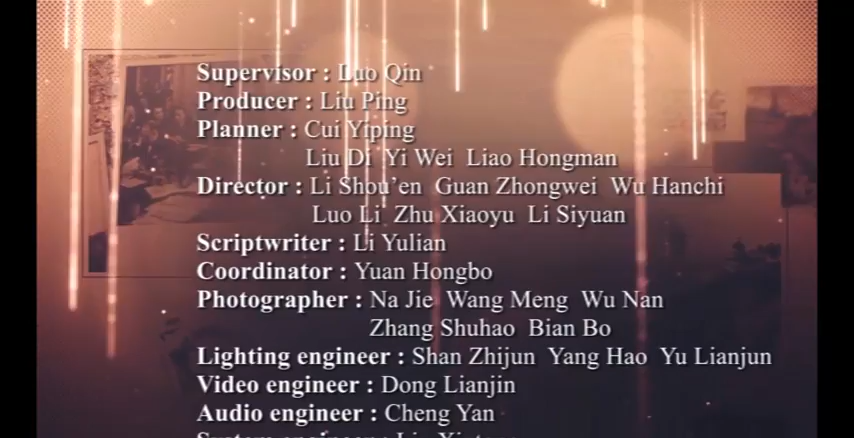 Supervisor : Luo Qin
Producer : Liu Ping
Planner : Cui Yiping
Liu Di Yi Wei Liao Hongman
Director : Li Shou'en Guan Zhongwei Wu Hanchi
Luo Li Zhu Xiaoyu Li Siyuan
Scriptwriter : Li Yulian
Coordinator : Yuan Hongbo
Photographer : Na Jie Wang Meng Wu Nan
Zhang Shuhao Bian Bo
Lighting engineer : Shan Zhijun Yang Hao Yu Lianjun
Video engineer : Dong Lianjin
Audio engineer : Cheng Yan
System engineer :